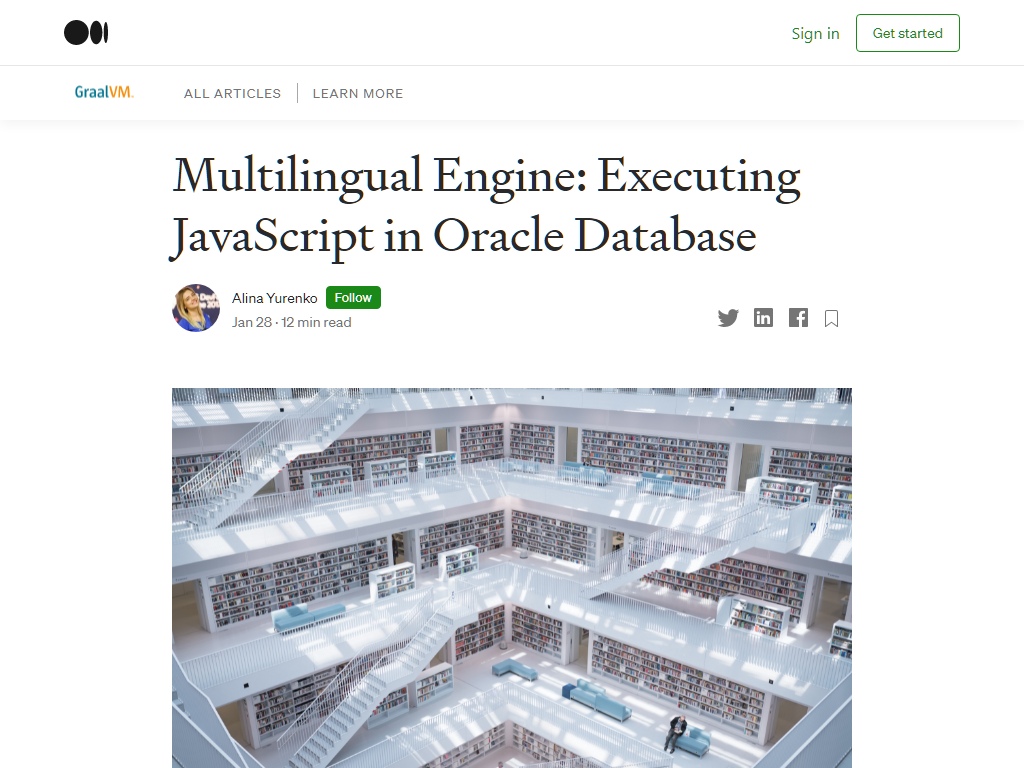 Sign in
Get started
GraalVM.
ALL ARTICLES
LEARN MORE
Multilingual Engine: Executing
JavaScript in Oracle Database
Alina Yurenko
Follow
Jan 28 · 12 min read